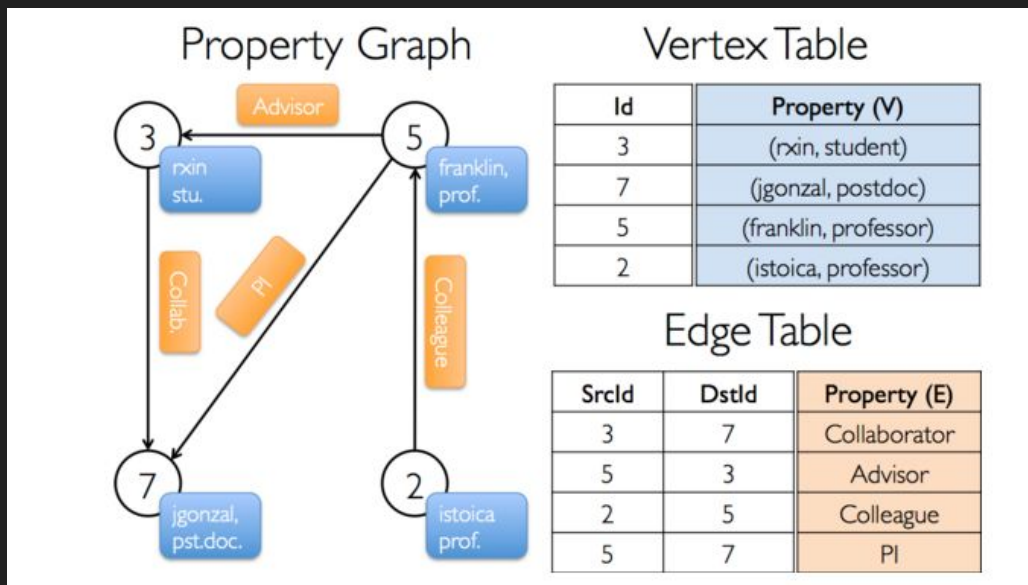 Property Graph
Advisor
3
rxin
stu.
5
franklin,
prof.
Collab.
PI
Colleague
7
jgonzal,
pst.doc.
2
istoica
prof.
Vertex Table
Id Property (V)
3 (rxin, student)
7 (jgonzal, postdoc)
5 (franklin, professor)
2 (istoica, professor)
Edge Table
SrcId DstId Property (E)
3 7 Collaborator
5 3 Advisor
2 5 Colleague
5 7 PI